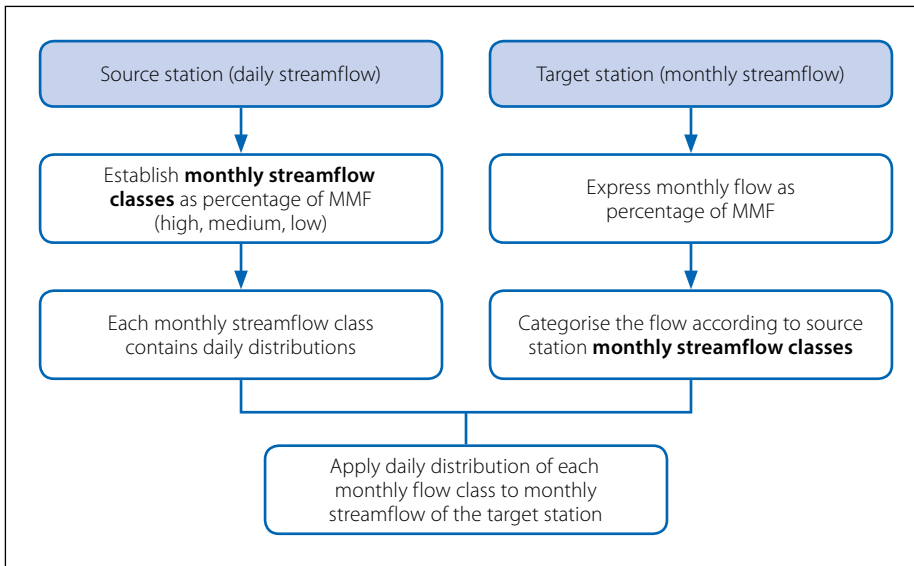 Source station (daily streamflow)
Target station (monthly streamflow)
Establish monthly streamflow
classes as percentage of MMF
(high, medium, low)
Express monthly flow as
percentage of MMF
Each monthly streamflow class
contains daily distributions
Categorise the flow according to source
station monthly streamflow classes
Apply daily distribution of each
monthly flow class to monthly
streamflow of the target station